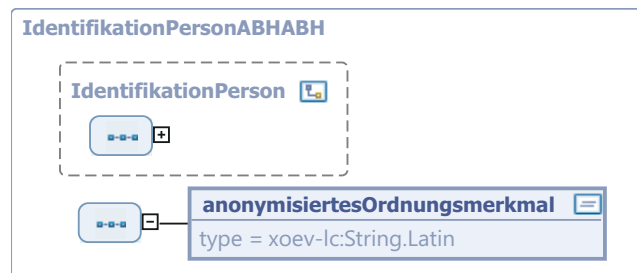 IdentifikationPersonABHABH
IdentifikationPerson
anonymisiertesOrdnungsmerkmal
type = xoev-lc:String.Latin